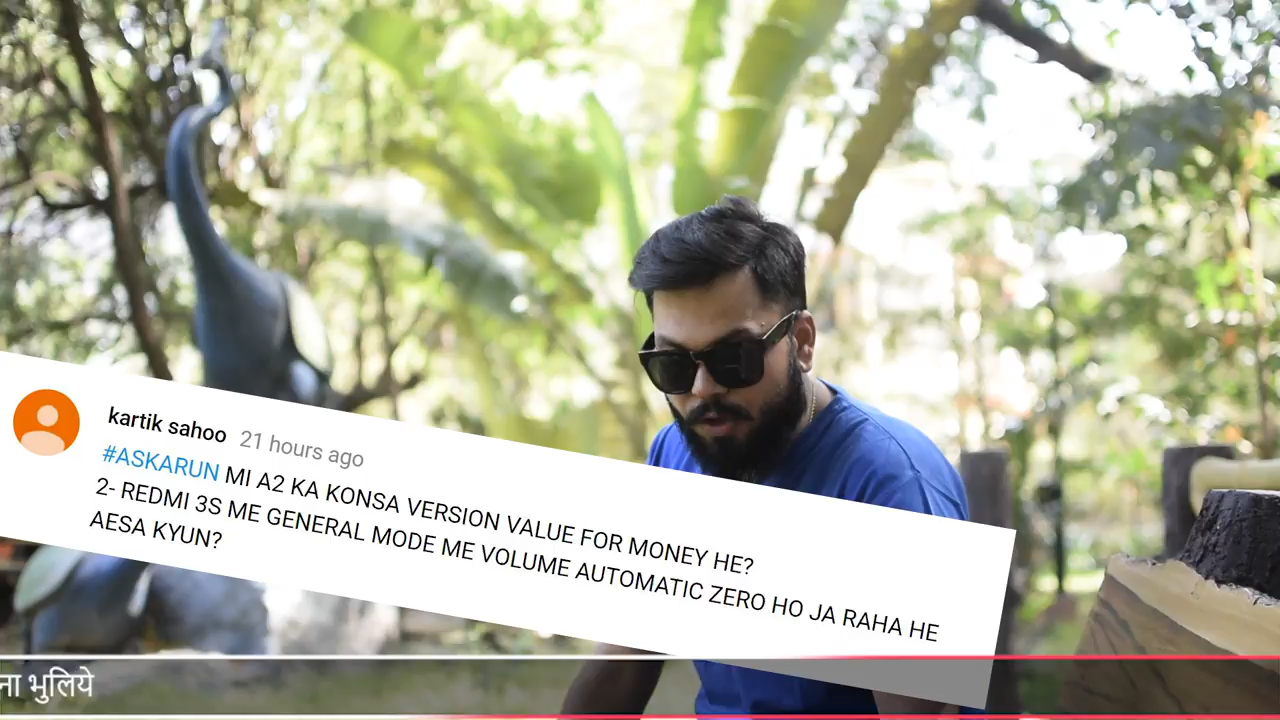 kartik sahoo 21 hours ago
#ASKARUN MI A2 KA KONSA VERSION VALUE FOR MONEY HE?
2- REDMI 3S ME GENERAL MODE ME VOLUME AUTOMATIC ZERO HO JA RAHA HE
AESA KYUN?
ना भुलिये